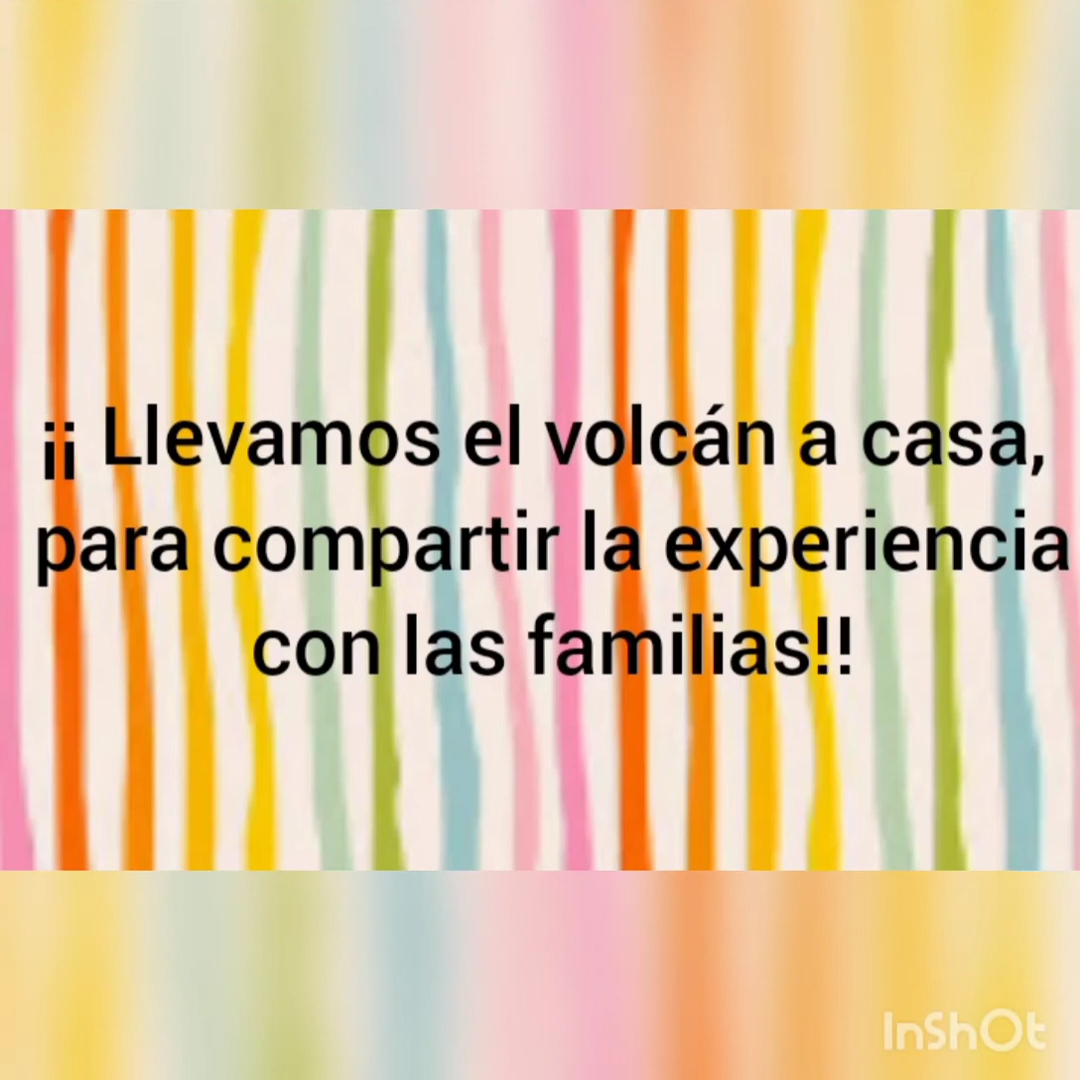 ¡¡ Llevamos el volcán a casa,
para compartir la experiencia
con las familias!!
InShOt